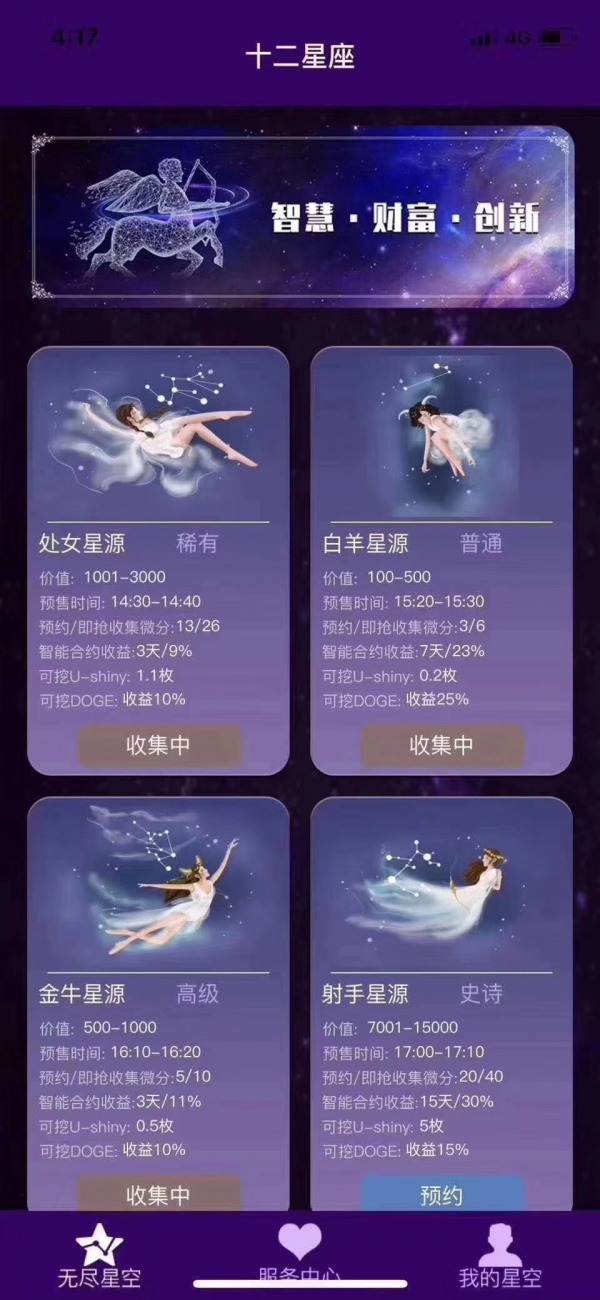 4:17 4G
十二星座
智慧·财富·创新
处女星源 稀有
价值: 1001-3000
预售时间: 14:30-14:40
预约/即抢收集微分:13/26
智能合约收益:3天/9%
可挖U-shiny: 1.1枚
可挖DOGE: 收益10%
收集中
白羊星源 普通
价值: 100-500
预售时间: 15:20-15:30
预约/即抢收集微分:3/6
智能合约收益:7天/23%
可挖U-shiny: 0.2枚
可挖DOGE: 收益25%
收集中
金牛星源 高级
价值: 500-1000
预售时间: 16:10-16:20
预约/即抢收集微分:5/10
智能合约收益:3天/11%
可挖U-shiny: 0.5枚
可挖DOGE: 收益10%
收集中
射手星源 史诗
价值: 7001-15000
预售时间: 17:00-17:10
预约/即抢收集微分:20/40
智能合约收益:15天/30%
可挖U-shiny: 5枚
可挖DOGE: 收益15%
预约
无尽星空 服务中心 我的星空